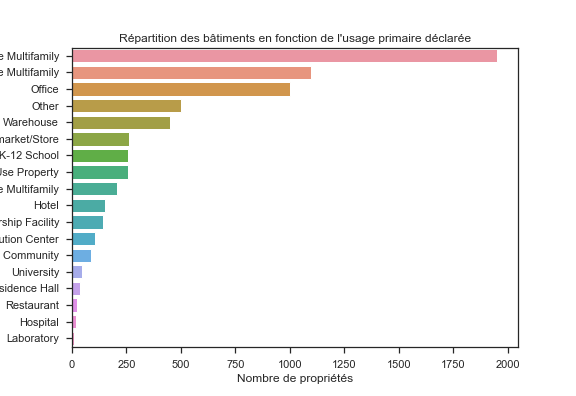 Répartition des bâtiments en fonction de l'usage primaire déclarée
e Multifamily
e Multifamily
Office
Other
Warehouse
market/Store
K-12 School
Use Property
e Multifamily
Hotel
rship Facility
ution Center
Community
University
sidence Hall
Restaurant
Hospital
Laboratory
0 250 500 750 1000 1250 1500 1750 2000
Nombre de propriétés